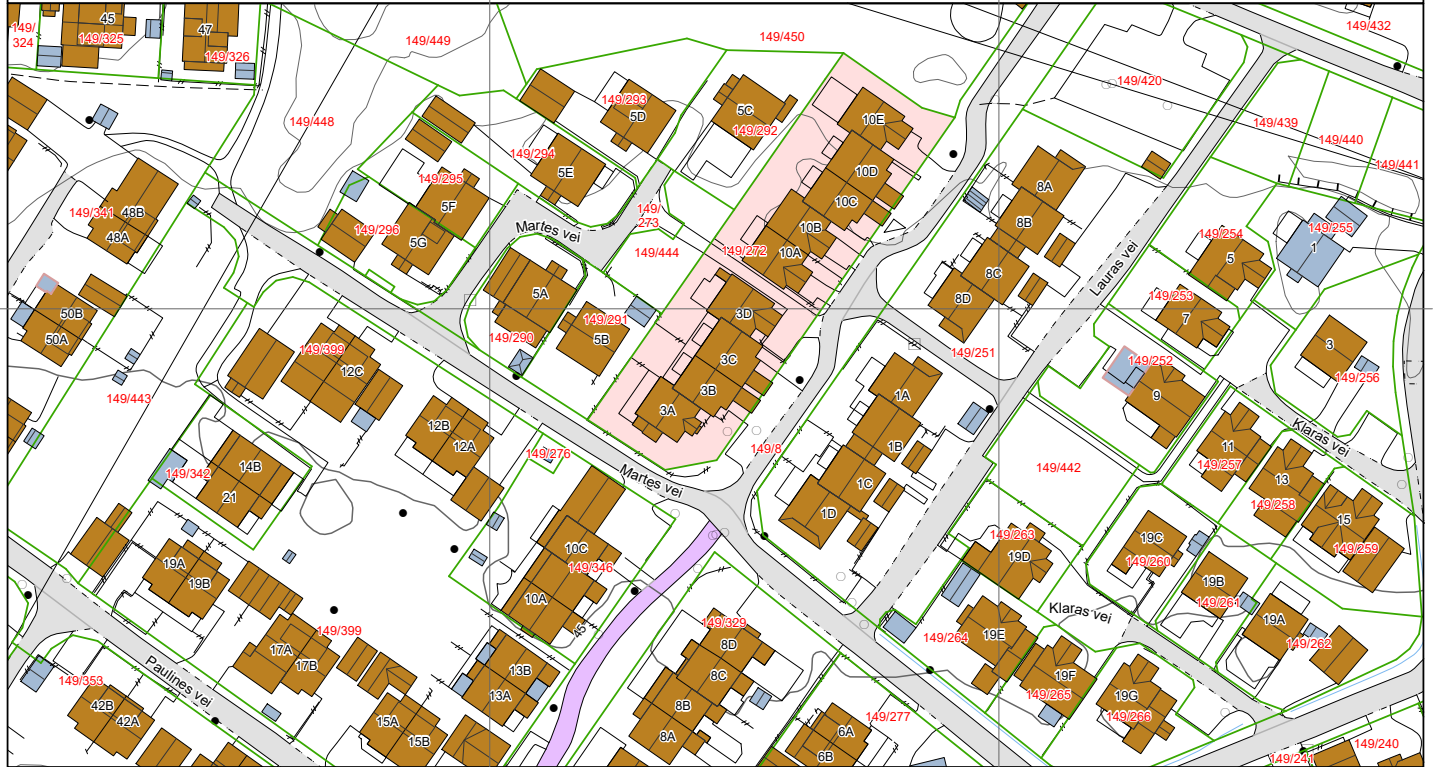 45
47
149/
324
149/325
149/326
149/449
149/450
149/432
149/448
149/293
5D
5C
149/292
10E
149/420
149/439
149/440
149/441
149/294
5E
149/295
5F
10D
10C
8A
149/341
48B
48A
149/
273
149/296
5G
Martes vei
10B
149/272
10A
8B
149/254
149/255
5
1
149/444
8C
Lauras vei
5A
8D
149/253
7
50B
50A
3D
149/291
5B
149/290
149/251
3
149/399
12C
3C
149/252
149/256
149/443
3B
1A
9
3A
12B
12A
1B
11
Klaras vei
149/276
149/8
149/442
149/257
14B
149/342
21
Martes vei
1C
13
149/258
1D
15
149/259
10C
149/346
19C
149/260
149/263
19D
19A
19B
19B
149/261
10A
45
149/399
149/329
8D
149/264
19E
Klaras vei
19A
149/262
17A
17B
13B
8C
19F
149/265
19G
149/266
Paulines vei
149/353
13A
42B
42A
15A
15B
8B
8A
149/277
6A
6B
149/240
149/241